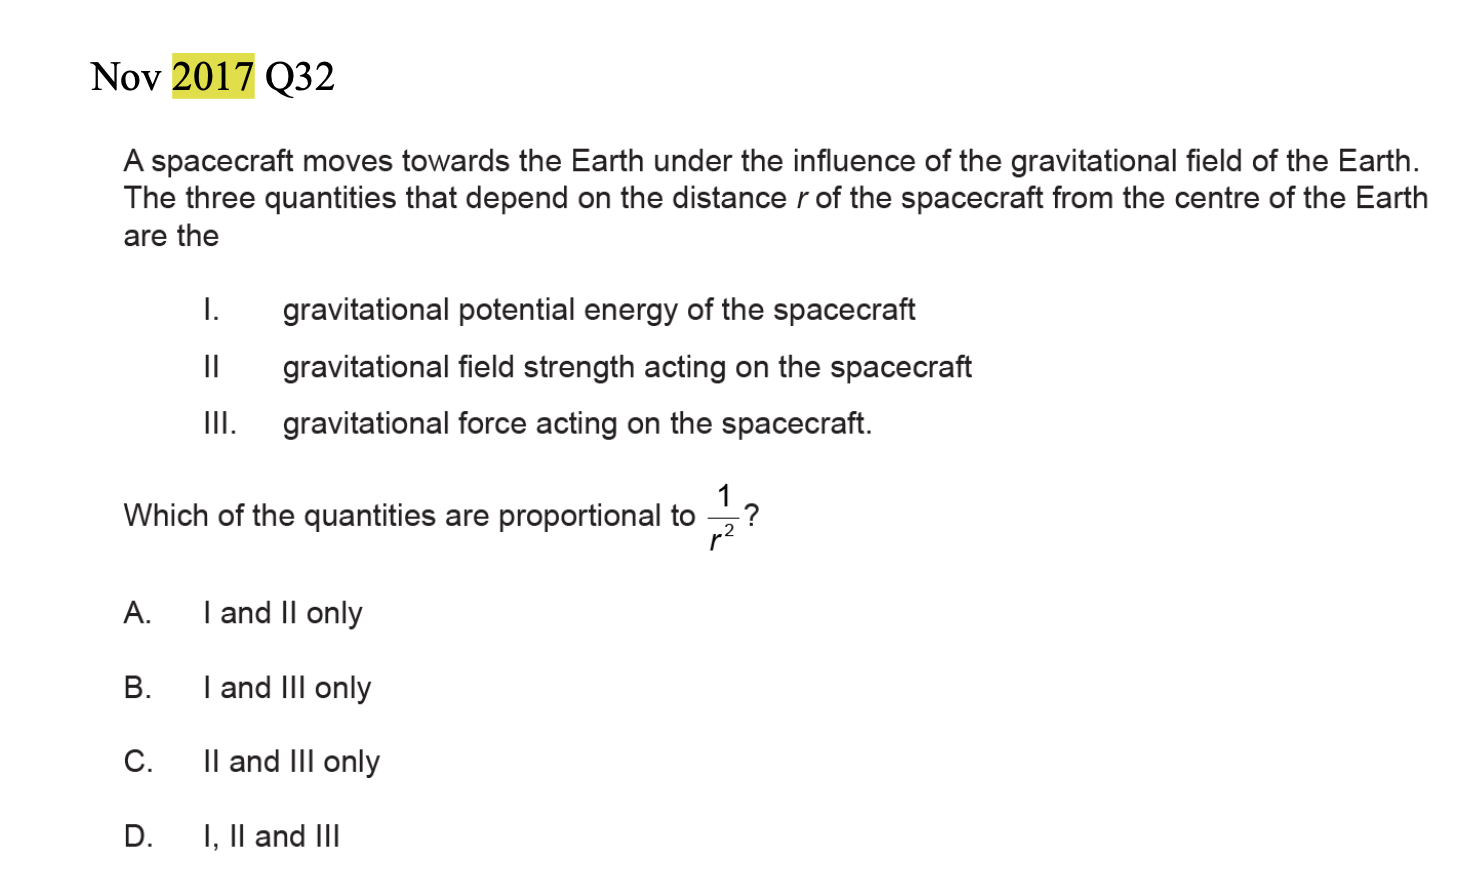 Nov 2017 Q32
A spacecraft moves towards the Earth under the influence of the gravitational field of the Earth.
The three quantities that depend on the distance r of the spacecraft from the centre of the Earth
are the
I. gravitational potential energy of the spacecraft
II gravitational field strength acting on the spacecraft
III. gravitational force acting on the spacecraft.
Which of the quantities are proportional to 1/r²?
A. I and II only
B. I and III only
C. II and III only
D. I, II and III